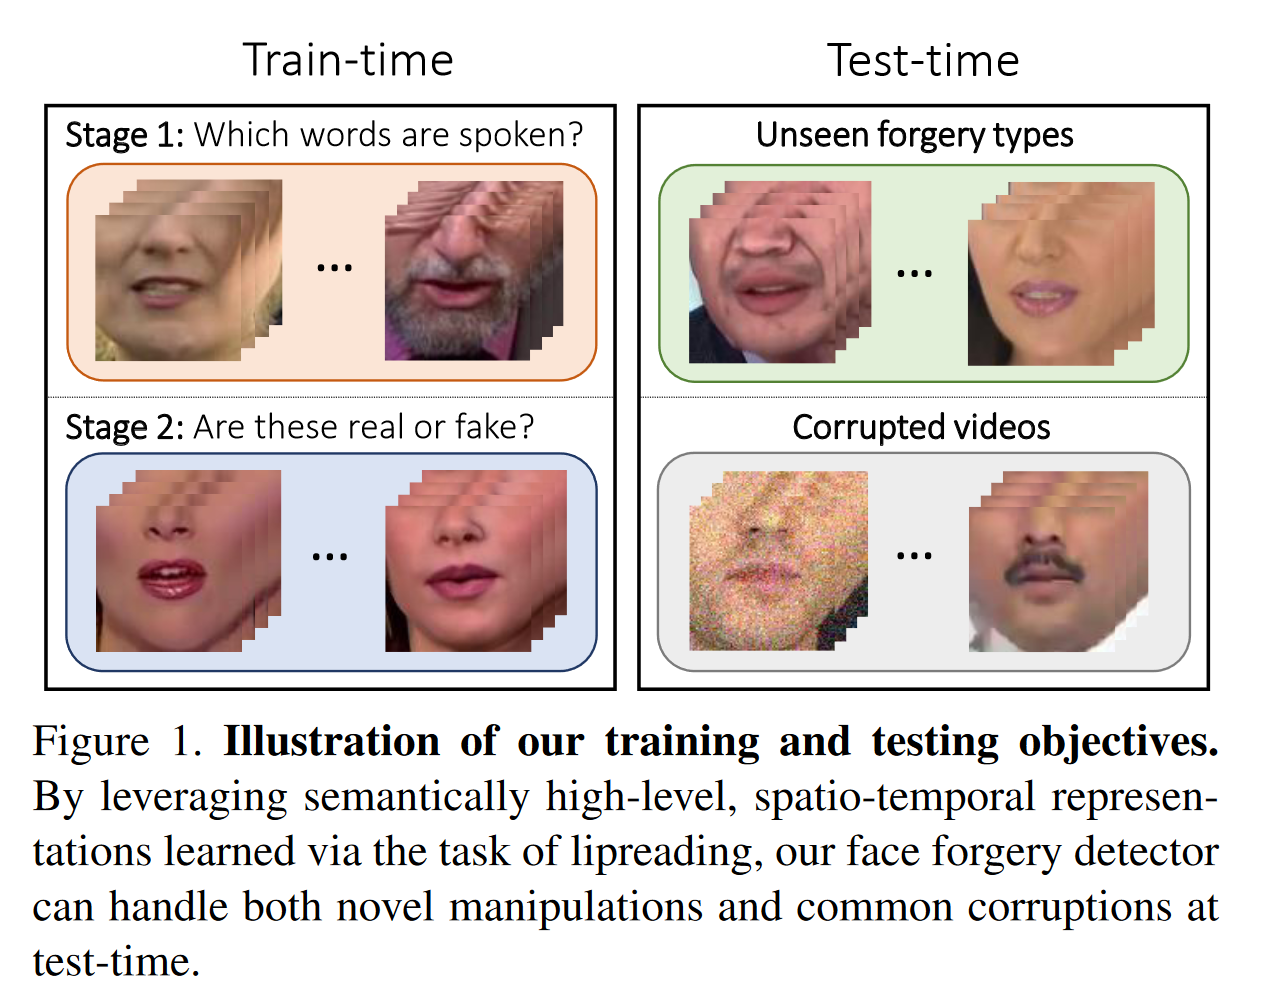 Train-time
Test-time
Stage 1: Which words are spoken?
...
Unseen forgery types
...
Stage 2: Are these real or fake?
...
Corrupted videos
...
Figure 1. Illustration of our training and testing objectives.
By leveraging semantically high-level, spatio-temporal represen-
tations learned via the task of lipreading, our face forgery detector
can handle both novel manipulations and common corruptions at
test-time.